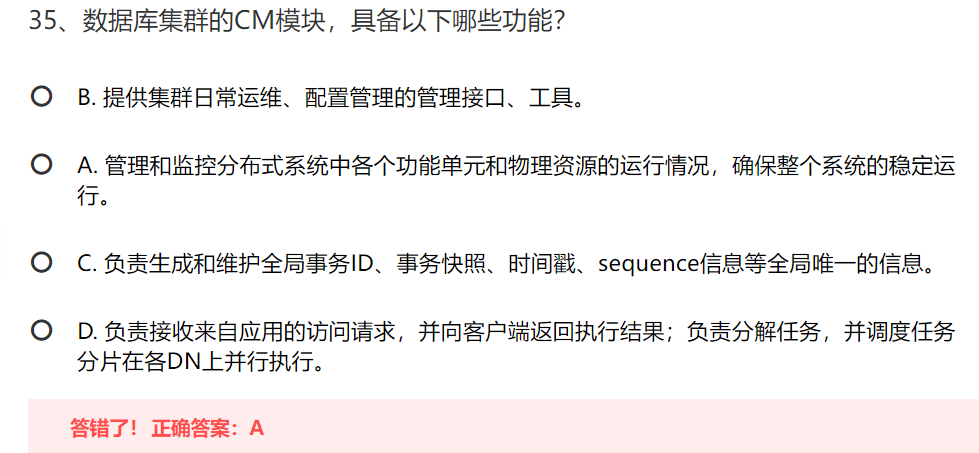 35、数据库集群的CM模块，具备以下哪些功能？
B. 提供集群日常运维、配置管理的管理接口、工具。
A. 管理和监控分布式系统中各个功能单元和物理资源的运行情况，确保整个系统的稳定运
行。
C. 负责生成和维护全局事务ID、事务快照、时间戳、sequence信息等全局唯一的信息。
D. 负责接收来自应用的访问请求，并向客户端返回执行结果；负责分解任务，并调度任务
分片在各DN上并行执行。
答错了！正确答案：A